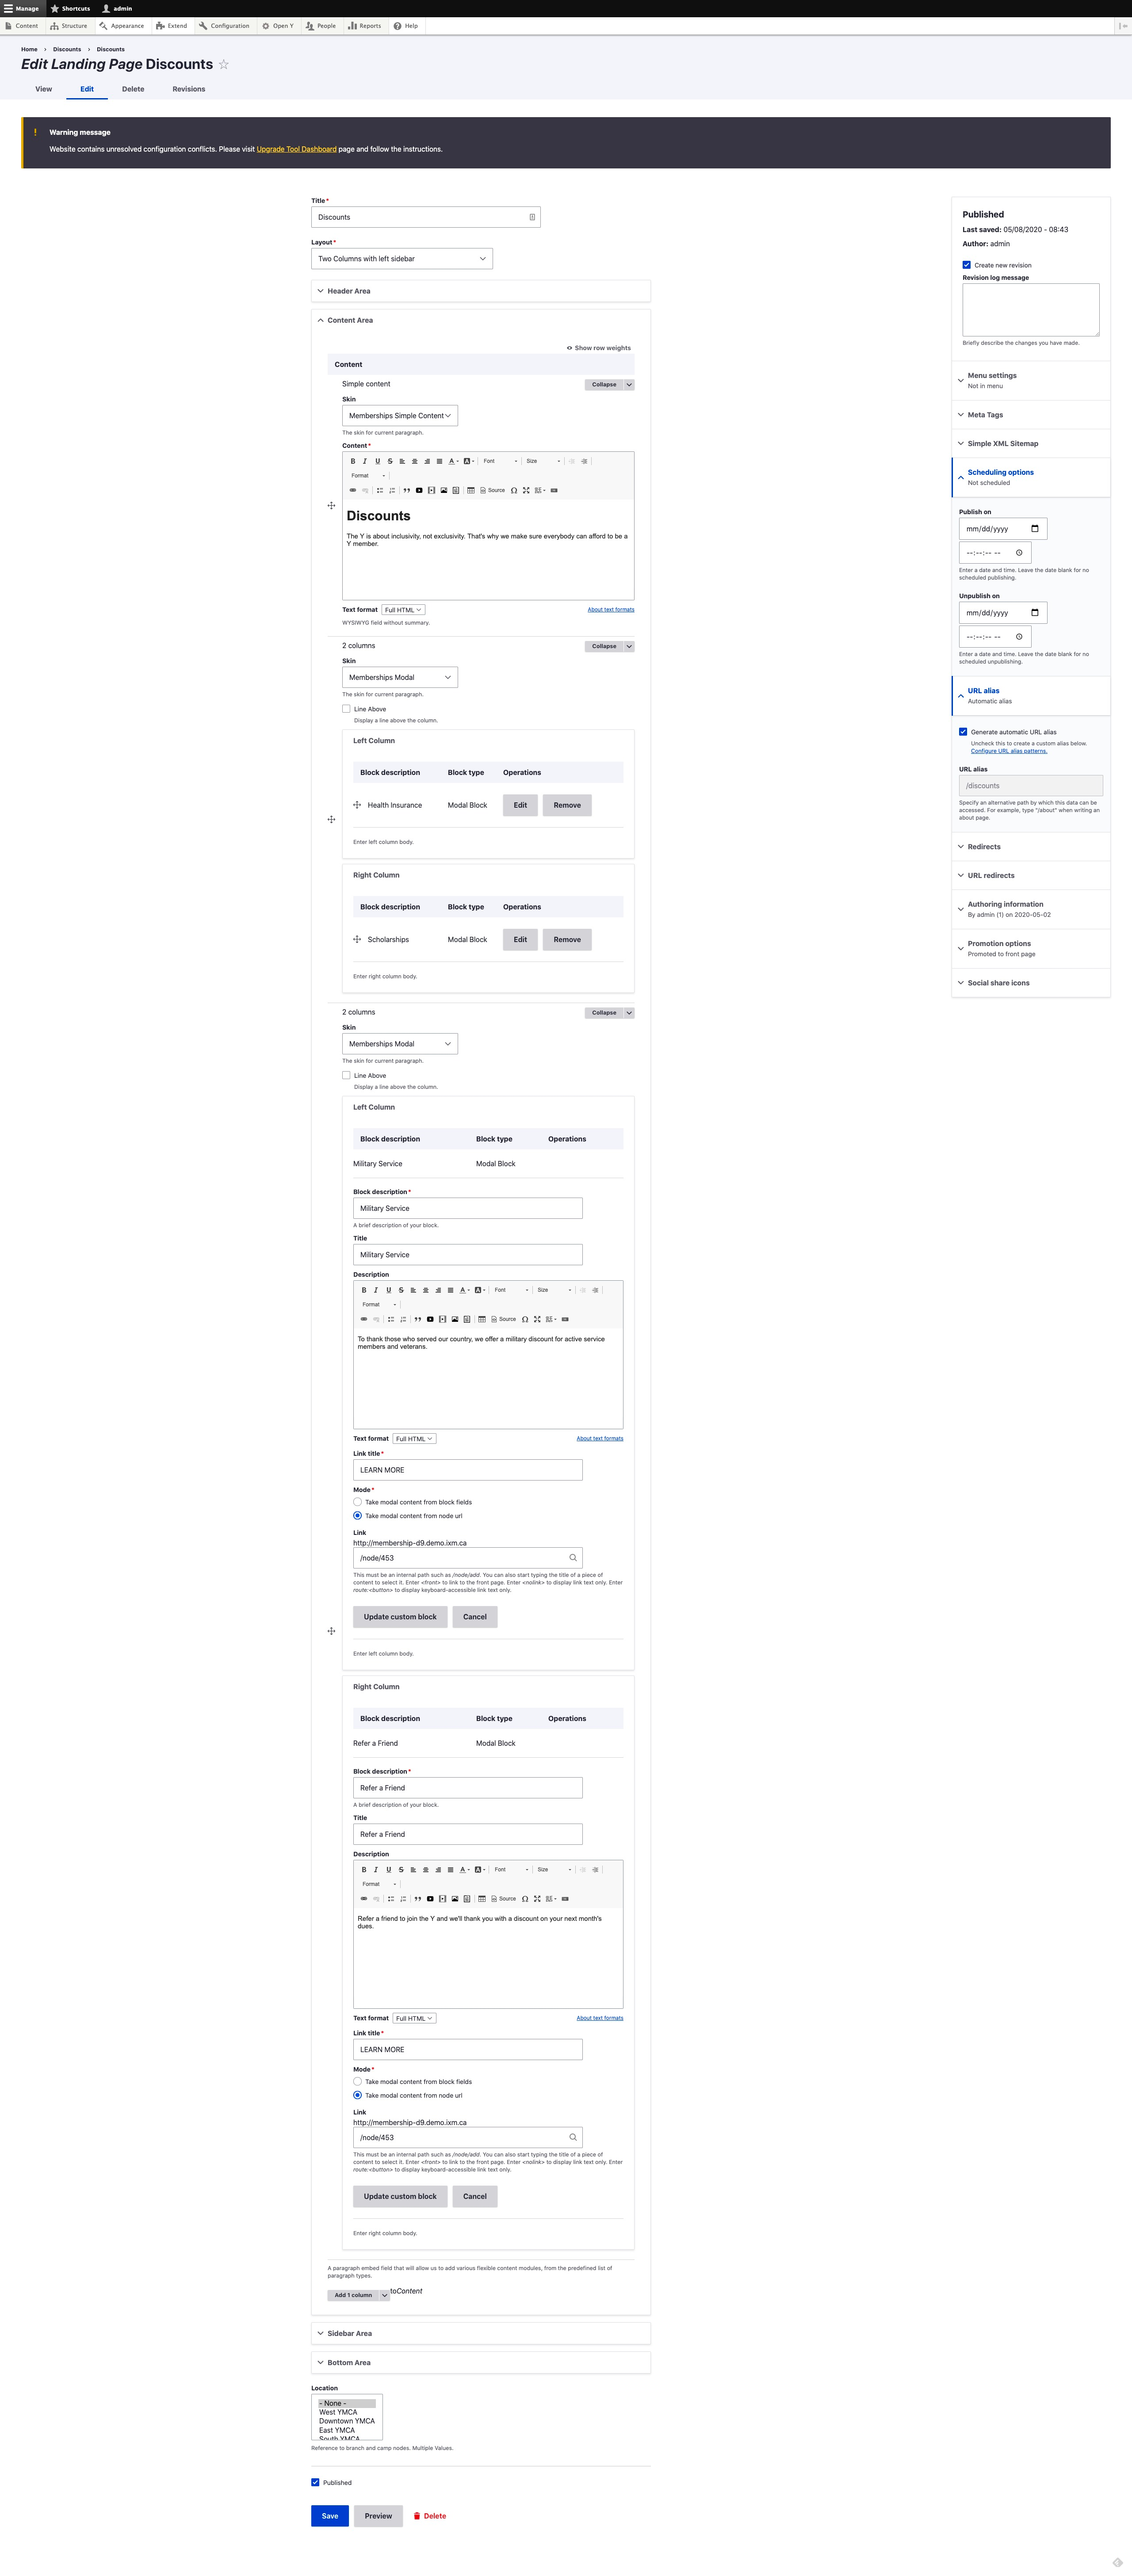 Manage Shortcuts admin
Content Structure Appearance Extend Configuration Open Y People Reports Help
Home > Discounts > Discounts
Edit Landing Page Discounts
View Edit Delete Revisions
! Warning message
Website contains unresolved configuration conflicts. Please visit Upgrade Tool Dashboard page and follow the instructions.
Title*
Discounts
Layout*
Two Columns with left sidebar
Header Area
Content Area
Show row weights
Content
Simple content Collapse
Skin
Memberships Simple Content
The skin for current paragraph.
Content*
B I U S A A Font Size
Format
Source
Discounts
The Y is about inclusivity, not exclusivity. That's why we make sure everybody can afford to be a
Y member.
Text format Full HTML About text formats
WYSIWYG field without summary.
2 columns Collapse
Skin
Memberships Modal
The skin for current paragraph.
Line Above
Display a line above the column.
Left Column
Block description Block type Operations
Health Insurance Modal Block Edit Remove
Enter left column body.
Right Column
Block description Block type Operations
Scholarships Modal Block Edit Remove
Enter right column body.
2 columns Collapse
Skin
Memberships Modal
The skin for current paragraph.
Line Above
Display a line above the column.
Left Column
Block description Block type Operations
Military Service Modal Block
Block description*
Military Service
A brief description of your block.
Title
Military Service
Description
B I U S A A Font Size
Format
Source
To thank those who served our country, we offer a military discount for active service
members and veterans.
Text format Full HTML About text formats
Link title*
LEARN MORE
Mode*
Take modal content from block fields
Take modal content from node url
Link
http://membership-d9.demo.ixm.ca
/node/453
This must be an internal path such as /node/add. You can also start typing the title of a piece of
content to select it. Enter <front> to link to the front page. Enter <nolink> to display link text only. Enter
route:<button> to display keyboard-accessible link text only.
Update custom block Cancel
Enter left column body.
Right Column
Block description Block type Operations
Refer a Friend Modal Block
Block description*
Refer a Friend
A brief description of your block.
Title
Refer a Friend
Description
B I U S A A Font Size
Format
Source
Refer a friend to join the Y and we'll thank you with a discount on your next month's
dues.
Text format Full HTML About text formats
Link title*
LEARN MORE
Mode*
Take modal content from block fields
Take modal content from node url
Link
http://membership-d9.demo.ixm.ca
/node/453
This must be an internal path such as /node/add. You can also start typing the title of a piece of
content to select it. Enter <front> to link to the front page. Enter <nolink> to display link text only. Enter
route:<button> to display keyboard-accessible link text only.
Update custom block Cancel
Enter right column body.
A paragraph embed field that will allow us to add various flexible content modules, from the predefined list of
paragraph types.
Add 1 column toContent
Sidebar Area
Bottom Area
Location
- None -
West YMCA
Downtown YMCA
East YMCA
South YMCA
Reference to branch and camp nodes. Multiple Values.
Published
Save Preview Delete
Published
Last saved: 05/08/2020 - 08:43
Author: admin
Create new revision
Revision log message
Briefly describe the changes you have made.
Menu settings
Not in menu
Meta Tags
Simple XML Sitemap
Scheduling options
Not scheduled
Publish on
mm/dd/yyyy
--:--:-- --
Enter a date and time. Leave the date blank for no
scheduled publishing.
Unpublish on
mm/dd/yyyy
--:--:-- --
Enter a date and time. Leave the date blank for no
scheduled unpublishing.
URL alias
Automatic alias
Generate automatic URL alias
Uncheck this to create a custom alias below.
Configure URL alias patterns.
URL alias
/discounts
Specify an alternative path by which this data can be
accessed. For example, type "/about" when writing an
about page.
Redirects
URL redirects
Authoring information
By admin (1) on 2020-05-02
Promotion options
Promoted to front page
Social share icons